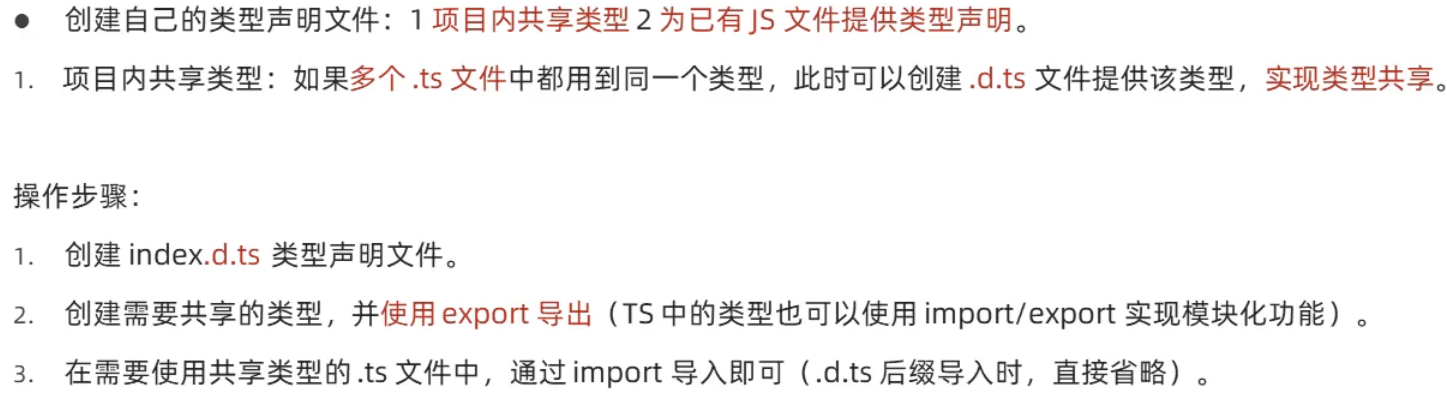 ● 创建自己的类型声明文件：1 项目内共享类型 2 为已有 JS 文件提供类型声明。
1. 项目内共享类型：如果多个 .ts 文件中都用到同一个类型，此时可以创建 .d.ts 文件提供该类型，实现类型共享。
操作步骤：
1. 创建 index.d.ts 类型声明文件。
2. 创建需要共享的类型，并使用 export 导出（TS 中的类型也可以使用 import/export 实现模块化功能）。
3. 在需要使用共享类型的 .ts 文件中，通过 import 导入即可（.d.ts 后缀导入时，直接省略）。